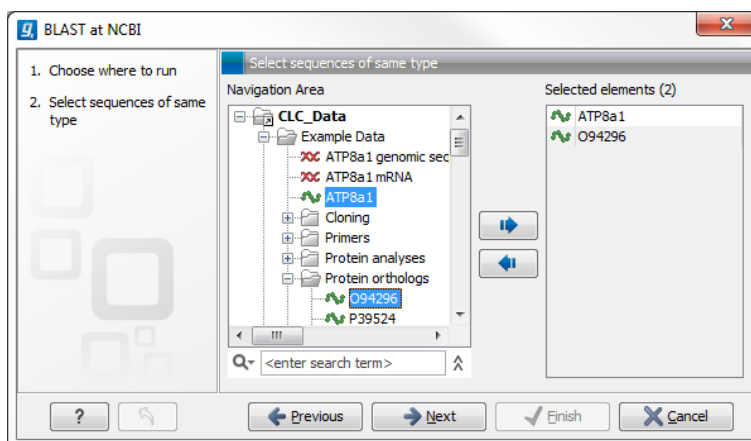 BLAST at NCBI
1. Choose where to run
2. Select sequences of same
type
Select sequences of same type
Navigation Area
CLC_Data
Example Data
ATP8a1 genomic sec
ATP8a1 mRNA
ATP8a1
Cloning
Primers
Protein analyses
Protein orthologs
O94296
P39524
<enter search term>
Selected elements (2)
ATP8a1
O94296
?
Previous
Next
Finish
Cancel